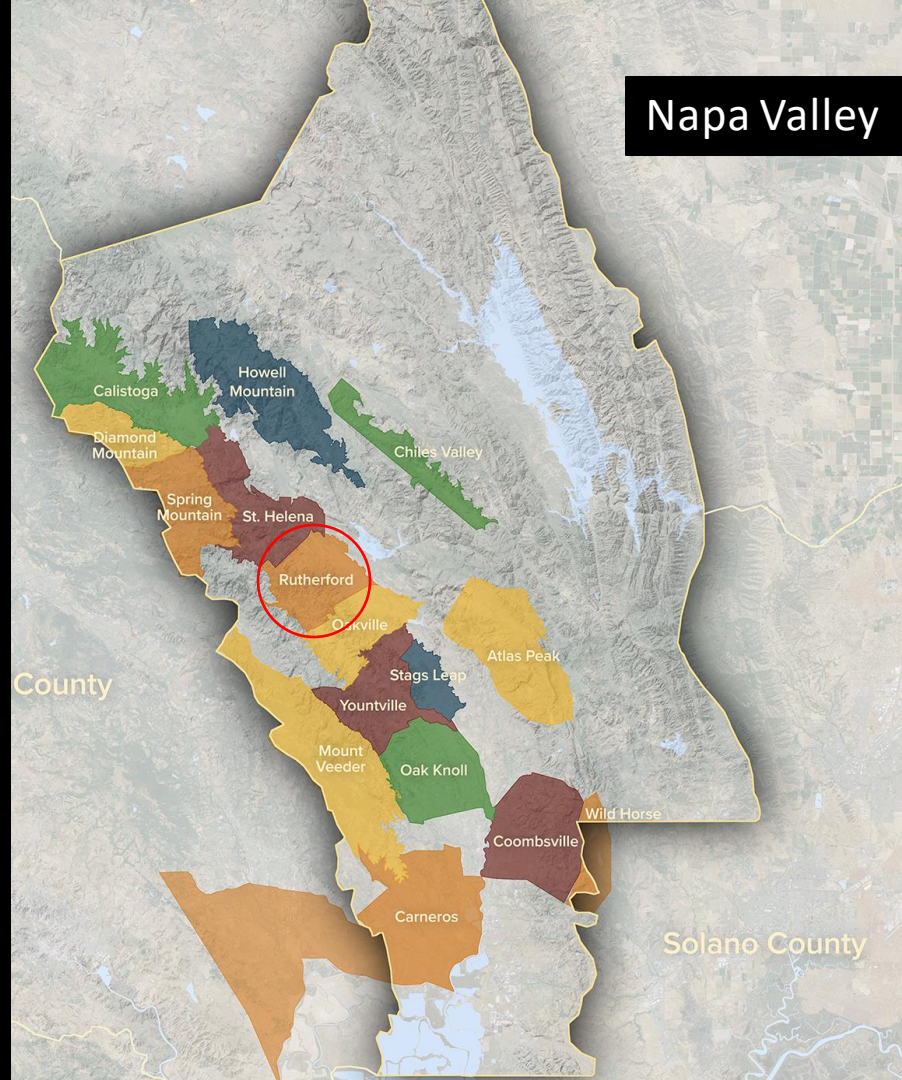 Napa Valley
Howell
Mountain
Calistoga
Diamond
Mountain
Chiles Valley
Spring
Mountain
St. Helena
Rutherford
Oakville
Atlas Peak
Stags Leap
County
Yountville
Mount
Veeder
Oak Knoll
Wild Horse
Coombsville
Carneros
Solano County